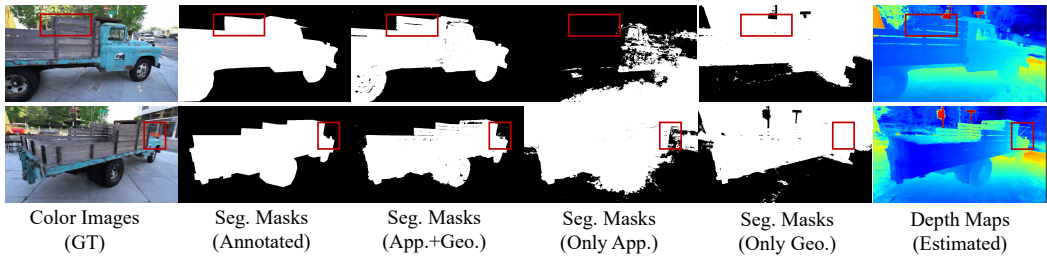 Color Images
(GT)
Seg. Masks
(Annotated)
Seg. Masks
(App.+Geo.)
Seg. Masks
(Only App.)
Seg. Masks
(Only Geo.)
Depth Maps
(Estimated)